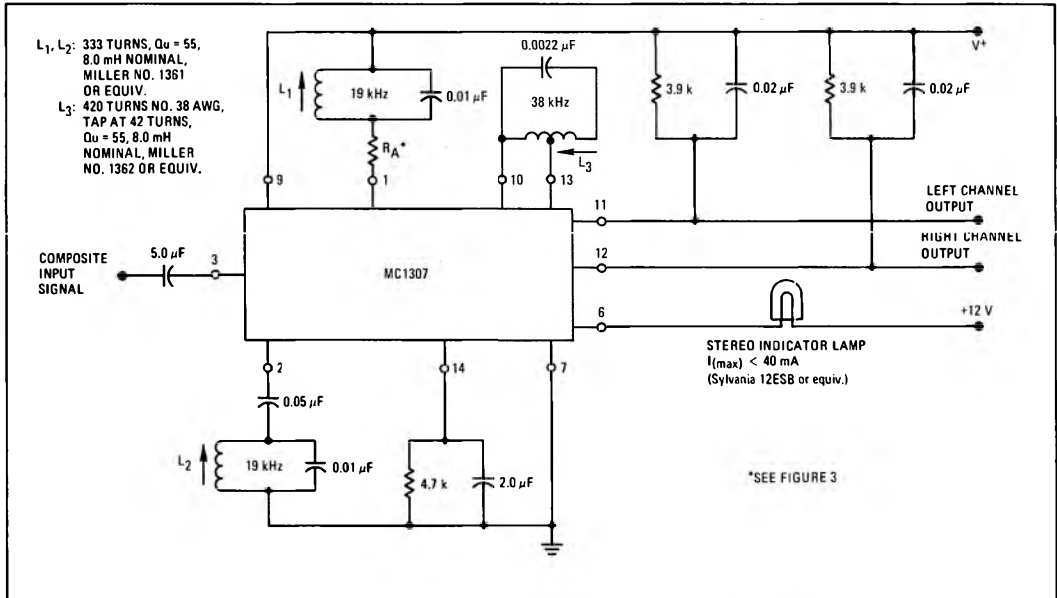 L1, L2: 333 TURNS, Qu = 55,
8.0 mH NOMINAL,
MILLER NO. 1361
OR EQUIV.
L3: 420 TURNS NO. 38 AWG,
TAP AT 42 TURNS,
Qu = 55, 8.0 mH
NOMINAL, MILLER
NO. 1362 OR EQUIV.
L1
19 kHz
0.01 µF
RA*
0.0022 µF
38 kHz
L3
3.9 k
0.02 µF
3.9 k
0.02 µF
V+
9
1
10
13
11
LEFT CHANNEL
OUTPUT
12
RIGHT CHANNEL
OUTPUT
COMPOSITE
INPUT
SIGNAL
5.0 µF
3
MC1307
6
+12 V
STEREO INDICATOR LAMP
I(max) < 40 mA
(Sylvania 12ESB or equiv.)
2
14
7
0.05 µF
L2
19 kHz
0.01 µF
4.7 k
2.0 µF
*SEE FIGURE 3